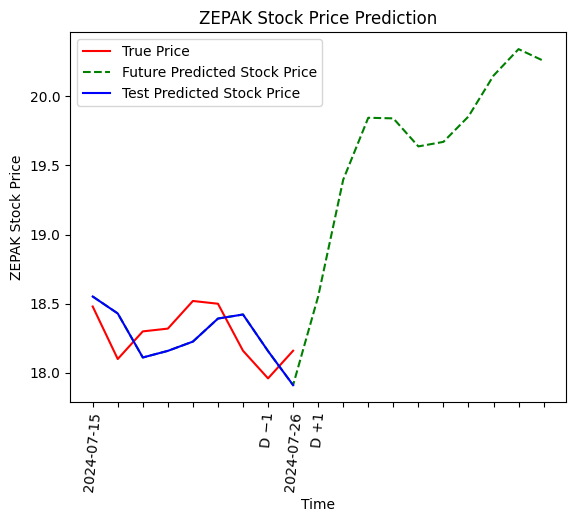 ZEPAK Stock Price Prediction
True Price
Future Predicted Stock Price
Test Predicted Stock Price
ZEPAK Stock Price
20.0
19.5
19.0
18.5
18.0
2024-07-15
D −1
2024-07-26
D +1
Time